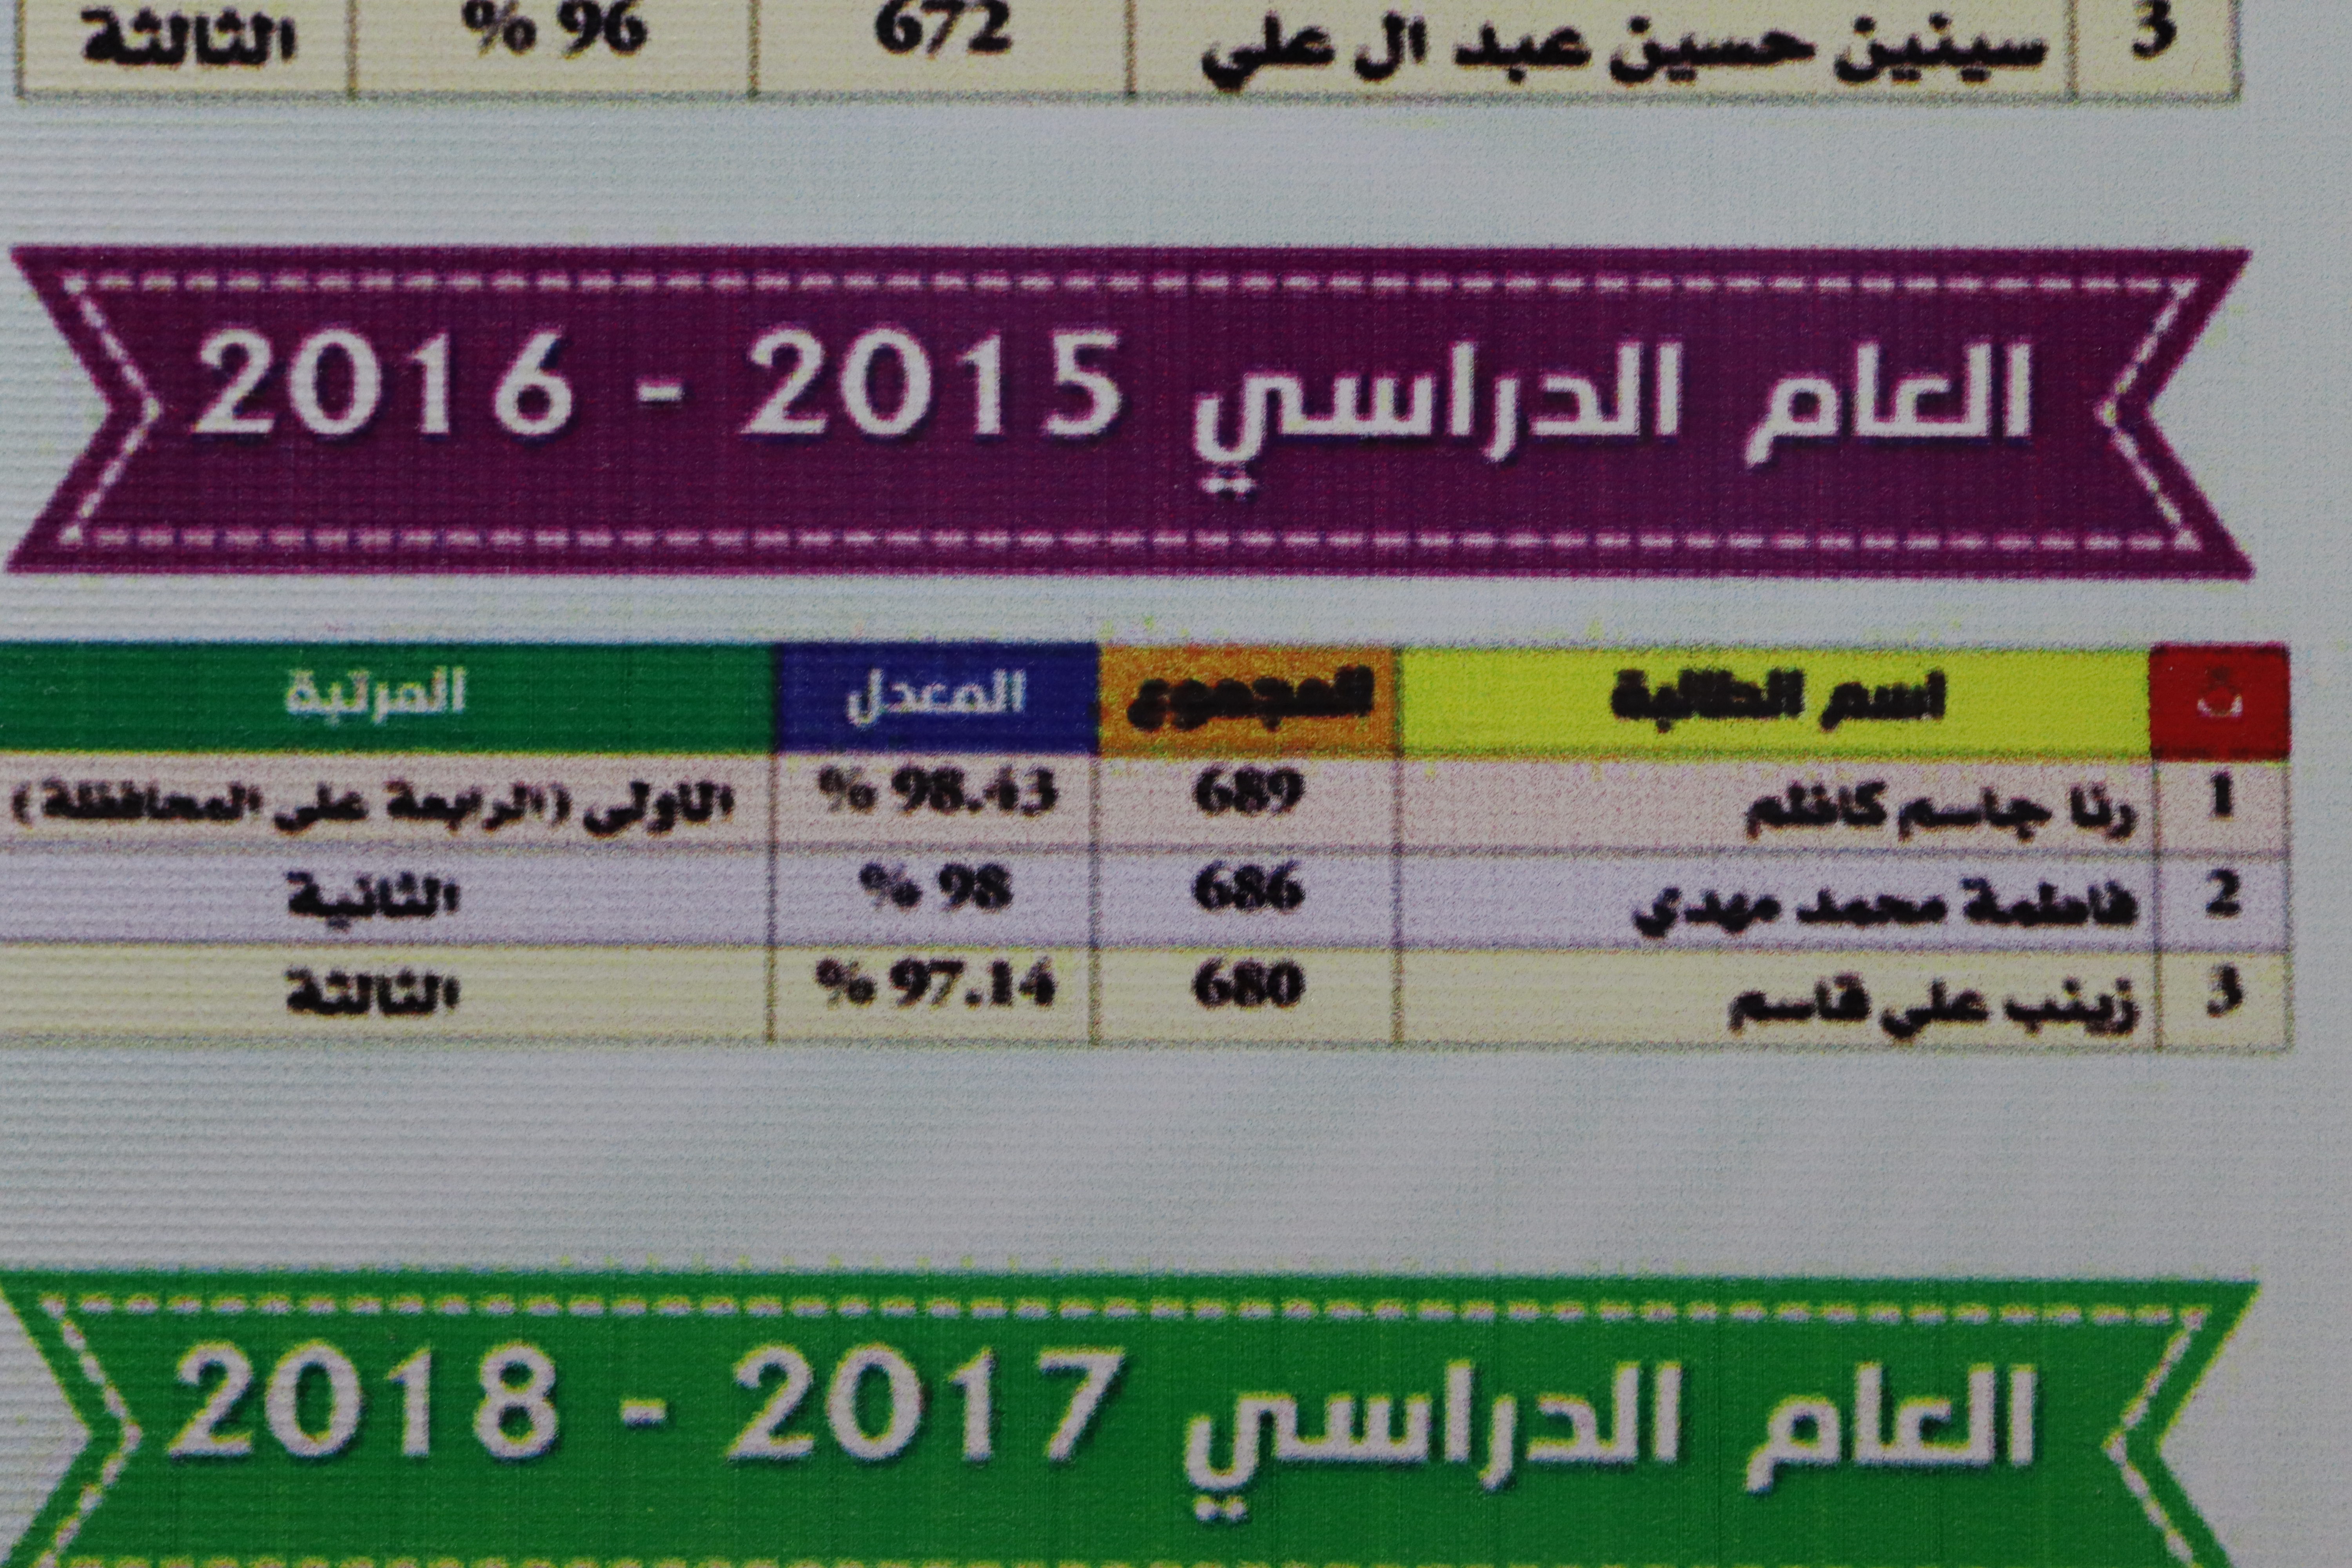 3 سينين حسين عبد ال علي 672 96 % الثالثة
العام الدراسي 2015 - 2016
ت اسم الطالبة المجموع المعدل المرتبة
1 رنا جاسم كاظم 689 98.43 % الاولى (الرابعة على المحافظة)
2 فاطمة محمد مهدي 686 98 % الثانية
3 زينب علي قاسم 680 97.14 % الثالثة
العام الدراسي 2017 - 2018